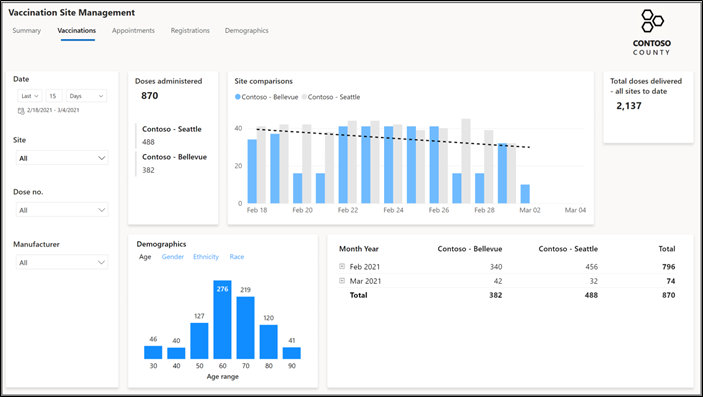 Vaccination Site Management
Summary Vaccinations Appointments Registrations Demographics
CONTOSO
COUNTY
Date
Last 15 Days
2/18/2021 - 3/4/2021
Site
All
Dose no.
All
Manufacturer
All
Doses administered
870
Contoso - Seattle
488
Contoso - Bellevue
382
Site comparisons
Contoso - Bellevue Contoso - Seattle
40
20
0
Feb 18 Feb 20 Feb 22 Feb 24 Feb 26 Feb 28 Mar 02 Mar 04
Total doses delivered
- all sites to date
2,137
Demographics
Age Gender Ethnicity Race
46 40 127 276 219 120 41
30 40 50 60 70 80 90
Age range
Month Year Contoso - Bellevue Contoso - Seattle Total
Feb 2021 340 456 796
Mar 2021 42 32 74
Total 382 488 870